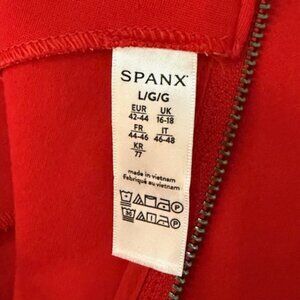 SPANX
L/G/G
EUR UK
42-44 16-18
FR IT
44-46 46-48
KR
77
made in vietnam
Fabriqué au vietnam